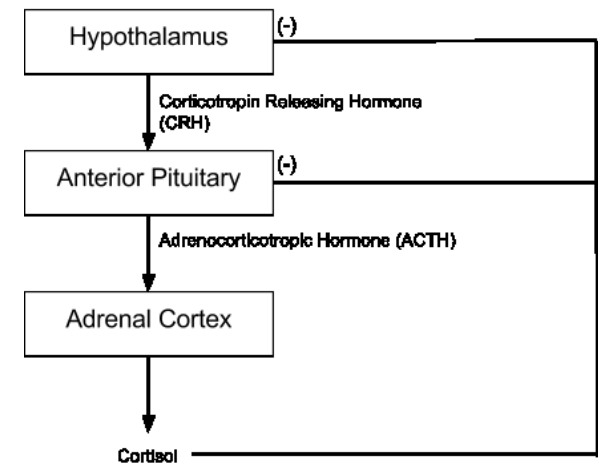 Hypothalamus
(-)
Corticotropin Releasing Hormone
(CRH)
Anterior Pituitary
(-)
Adrenocorticotropic Hormone (ACTH)
Adrenal Cortex
Cortisol